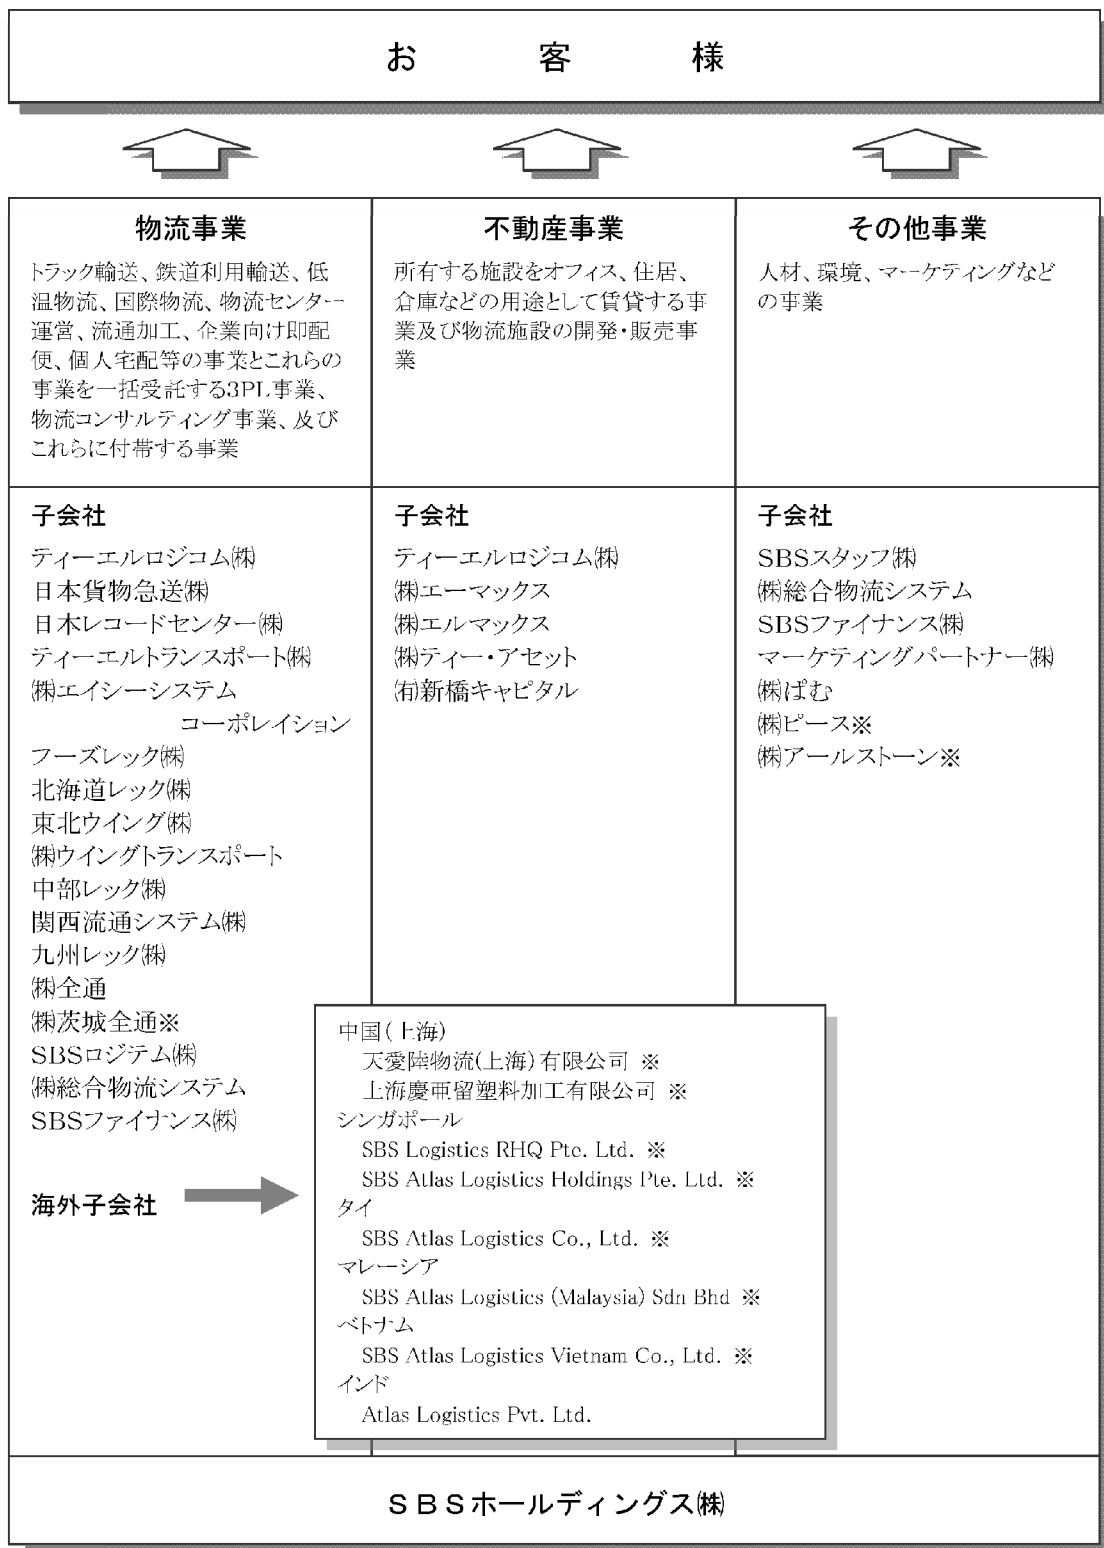 お客様
物流事業
トラック輸送、鉄道利用輸送、低
温物流、国際物流、物流センター
運営、流通加工、企業向け即配
便、個人宅配等の事業とこれらの
事業を一括受託する3PL事業、
物流コンサルティング事業、及び
これらに付帯する事業
不動産事業
所有する施設をオフィス、住居、
倉庫などの用途として賃貸する事
業及び物流施設の開発・販売事
業
その他事業
人材、環境、マーケティングなど
の事業
子会社
ティーエルロジコム㈱
日本貨物急送㈱
日本レコードセンター㈱
ティーエルトランスポート㈱
㈱エイシーシステム
コーポレイション
フーズレック㈱
北海道レック㈱
東北ウイング㈱
㈱ウイングトランスポート
中部レック㈱
関西流通システム㈱
九州レック㈱
㈱全通
㈱茨城全通※
SBSロジテム㈱
㈱総合物流システム
SBSファイナンス㈱
海外子会社
子会社
ティーエルロジコム㈱
㈱エーマックス
㈱エルマックス
㈱ティー・アセット
㈲新橋キャピタル
子会社
SBSスタッフ㈱
㈱総合物流システム
SBSファイナンス㈱
マーケティングパートナー㈱
㈱ぱむ
㈱ピース※
㈱アールストーン※
中国(上海)
天愛陸物流(上海)有限公司 ※
上海慶亜留塑料加工有限公司 ※
シンガポール
SBS Logistics RHQ Pte. Ltd. ※
SBS Atlas Logistics Holdings Pte. Ltd. ※
タイ
SBS Atlas Logistics Co., Ltd. ※
マレーシア
SBS Atlas Logistics (Malaysia) Sdn Bhd ※
ベトナム
SBS Atlas Logistics Vietnam Co., Ltd. ※
インド
Atlas Logistics Pvt. Ltd.
ＳＢＳホールディングス㈱